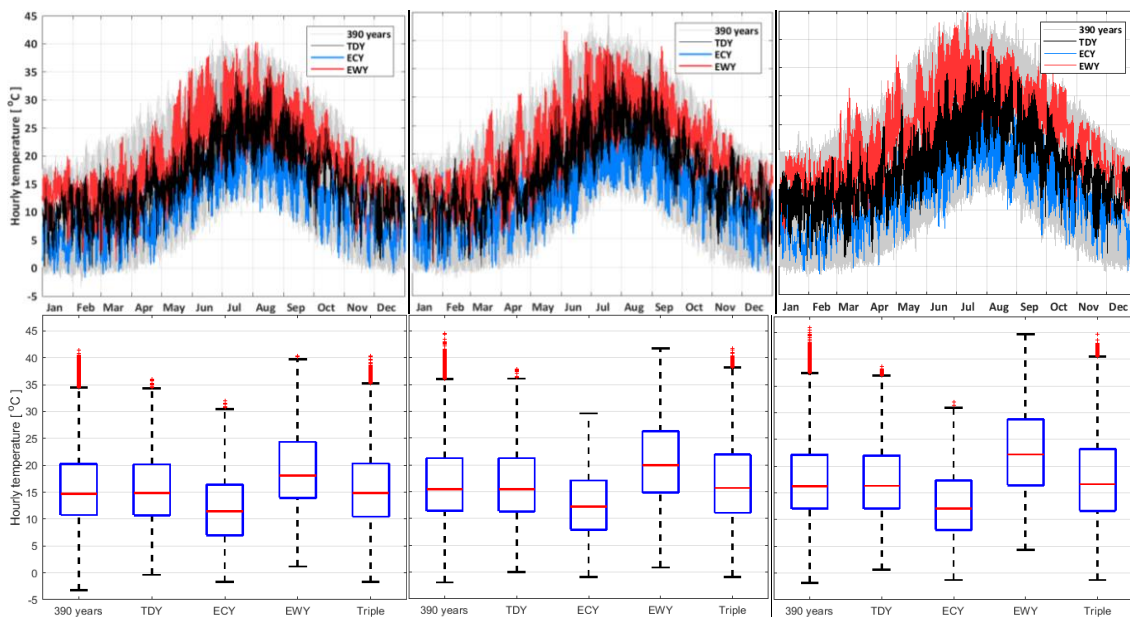 Hourly temperature [ °C]
45
40
35
30
25
20
15
10
5
0
-5
390 years
TDY
ECY
EWY
Jan Feb Mar Apr May Jun Jul Aug Sep Oct Nov Dec
390 years
TDY
ECY
EWY
Jan Feb Mar Apr May Jun Jul Aug Sep Oct Nov Dec
390 years
TDY
ECY
EWY
Jan Feb Mar Apr May Jun Jul Aug Sep Oct Nov Dec
Hourly temperature [ °C]
45
40
35
30
25
20
15
10
5
0
-5
390 years TDY ECY EWY Triple
390 years TDY ECY EWY Triple
390 years TDY ECY EWY Triple